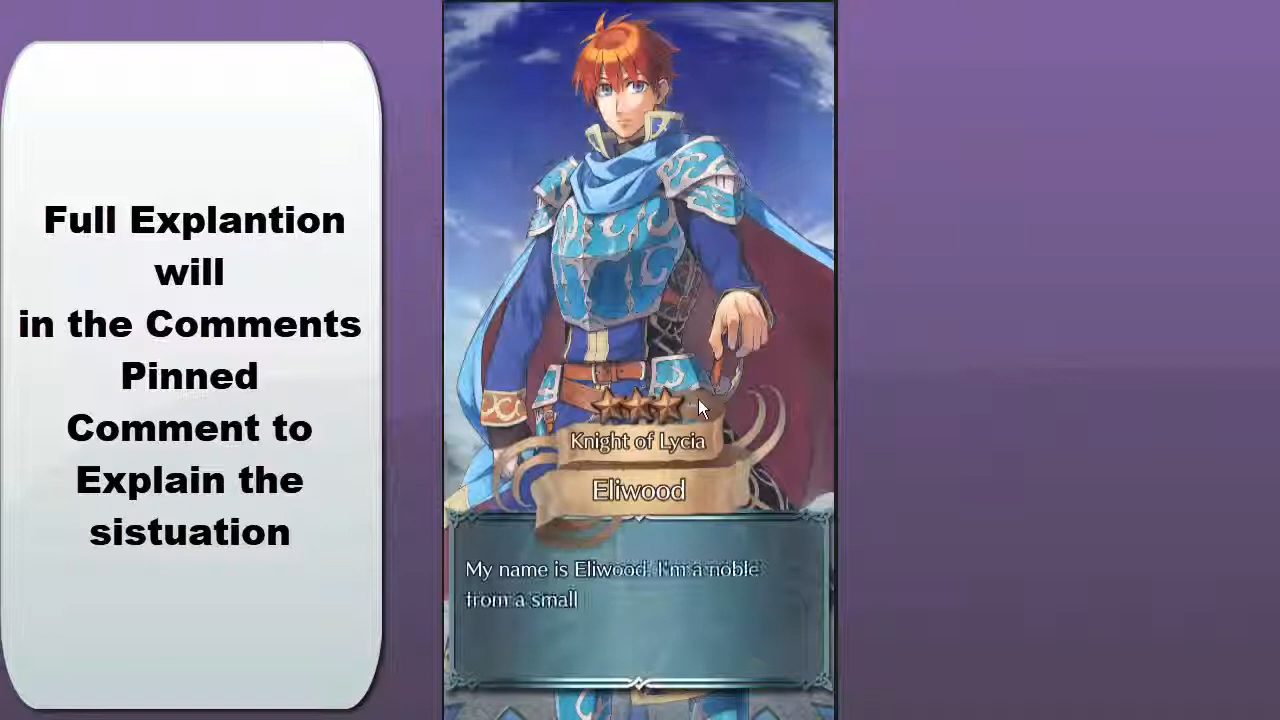 Full Explantion
will
in the Comments
Pinned
Comment to
Explain the
sistuation
Knight of Lycia
Eliwood
My name is Eliwood. I'm a noble
from a small